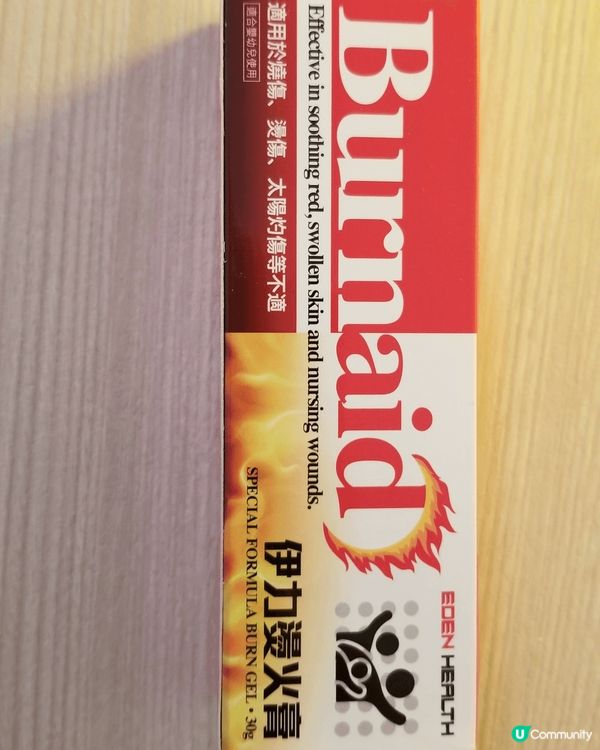 Burnaid
Effective in soothing red, swollen skin and nursing wounds.
適用於燒傷、燙傷、太陽灼傷等不適
適合嬰幼兒使用
EDEN HEALTH
伊力燙火膏
SPECIAL FORMULA BURN GEL • 30g
U Community